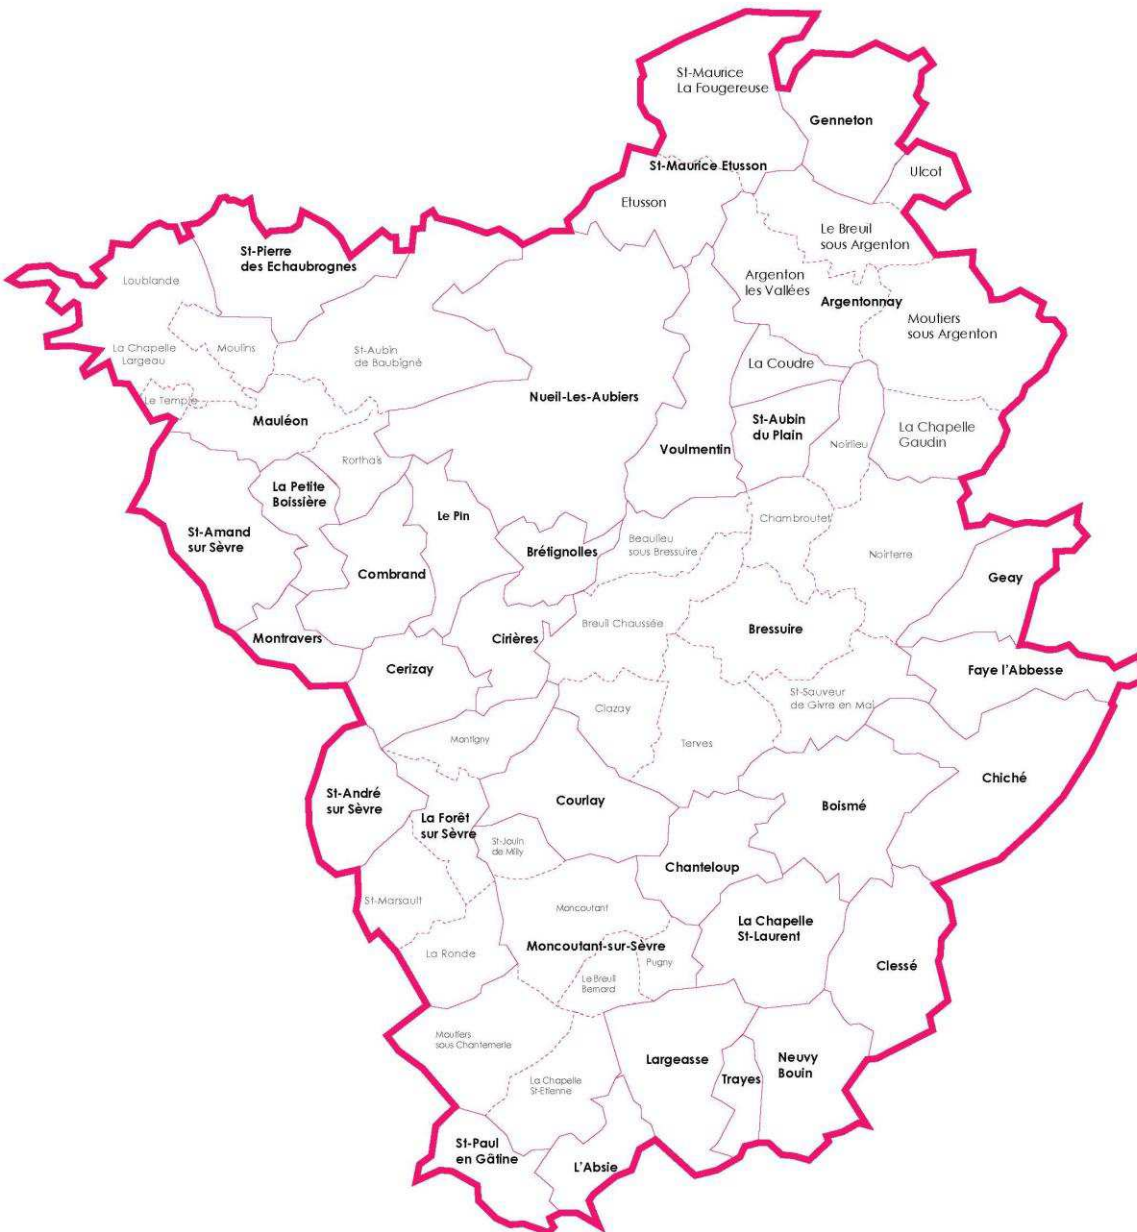 St-Maurice
La Fougereuse
Genneton
St-Maurice Etusson
Ulcot
Etusson
Le Breuil
sous Argenton
St-Pierre
des Echaubrognes
Loublande
Argenton
les Vallées
Argentonnay
Moutiers
sous Argenton
La Chapelle
Largeau
Moulins
St-Aubin
de Baubigné
La Coudre
Le Temple
Mauléon
Nueil-Les-Aubiers
St-Aubin
du Plain
La Chapelle
Gaudin
Voulmentin
Noirlieu
Rorthais
La Petite
Boissière
Le Pin
Chambroutet
St-Amand
sur Sèvre
Brétignolles
Beaulieu
sous Bressuire
Noirterre
Combrand
Geay
Montravers
Cirières
Breuil Chaussée
Bressuire
Cerizay
Faye l'Abbesse
St-Sauveur
de Givre en Mai
Clazay
Montigny
Terves
St-André
sur Sèvre
Courlay
Boismé
Chiché
La Forêt
sur Sèvre
St-Jouin
de Milly
Chanteloup
St-Marsault
Moncoutant
La Chapelle
St-Laurent
La Ronde
Moncoutant-sur-Sèvre
Pugny
Clessé
Le Breuil
Bernard
Moutiers
sous Chantemerle
Largeasse
Trayes
Neuvy
Bouin
La Chapelle
St-Etienne
St-Paul
en Gâtine
L'Absie